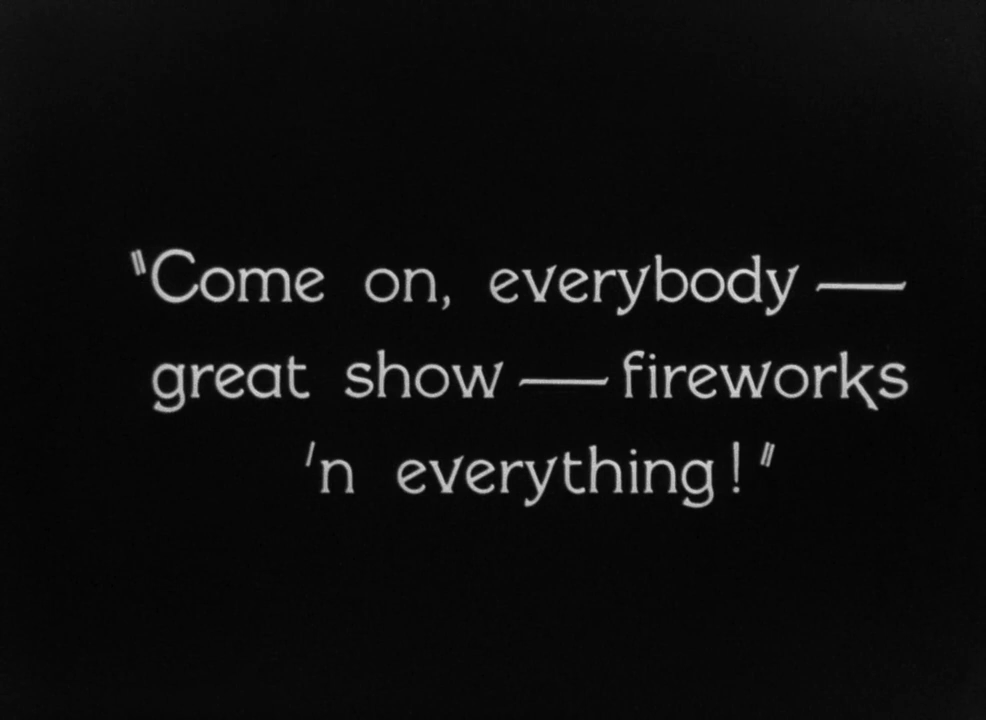 "Come on, everybody —
great show — fireworks
'n everything!"